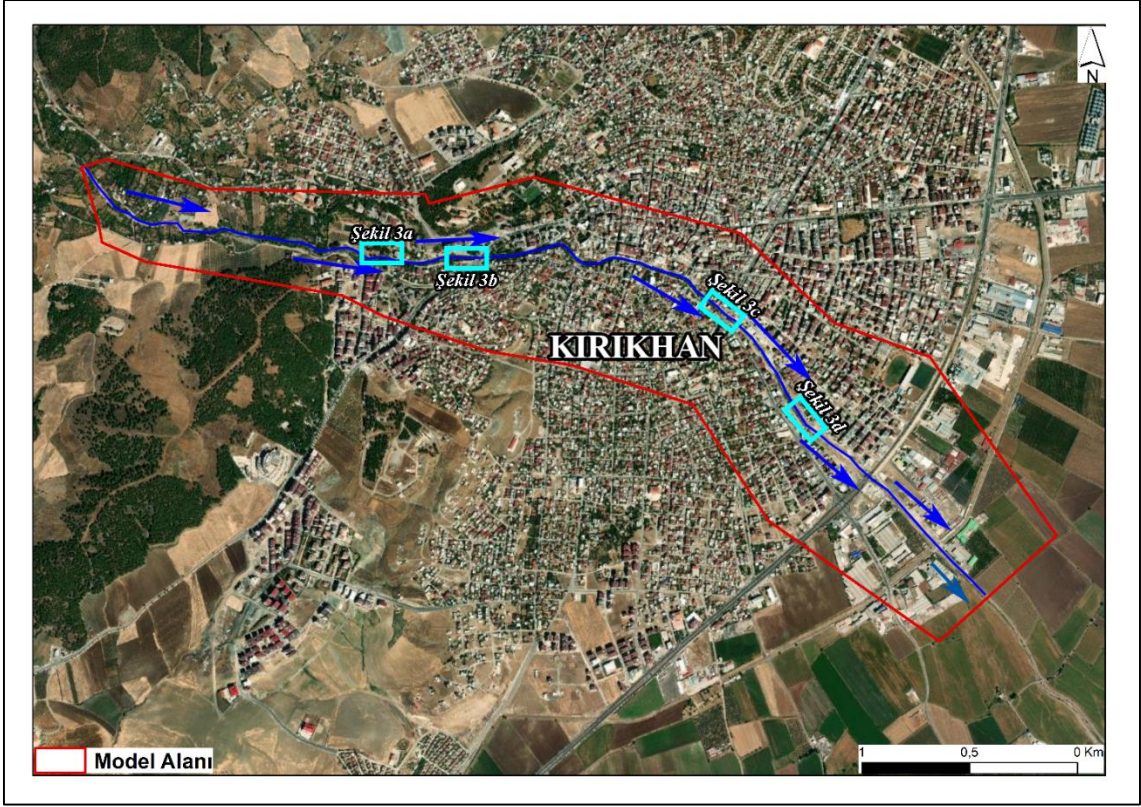 N
Şekil 3a
Şekil 3b
Şekil 3c
KIRIKHAN
Şekil 3d
Model Alanı
1 0,5 0 Km